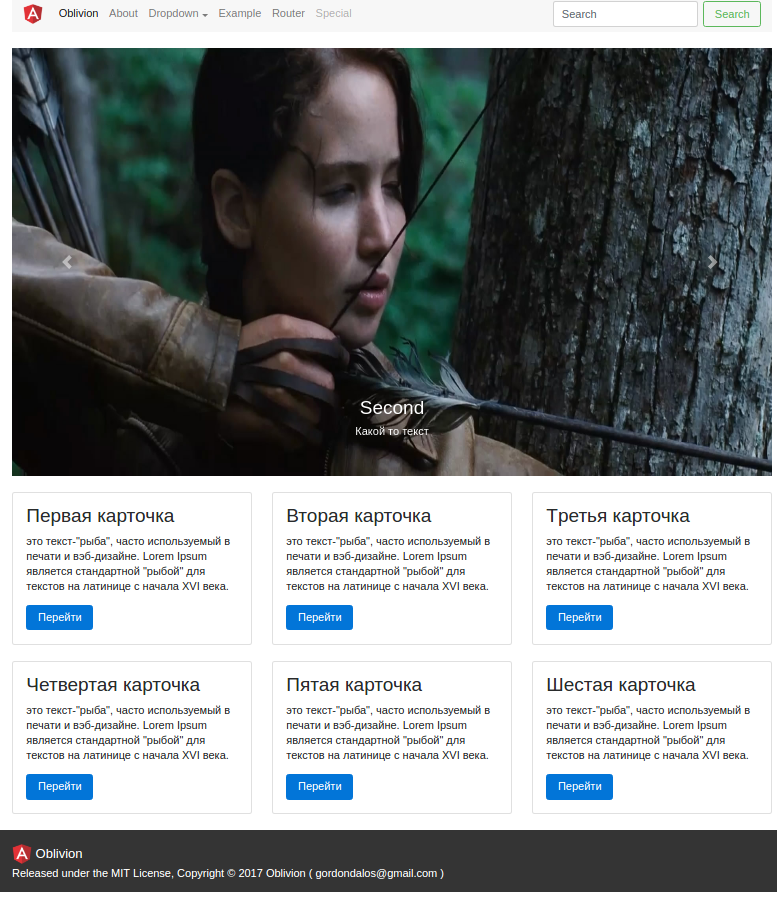 Oblivion About Dropdown Example Router Special Search Search
Second
Какой то текст
Первая карточка
это текст-"рыба", часто используемый в
печати и вэб-дизайне. Lorem Ipsum
является стандартной "рыбой" для
текстов на латинице с начала XVI века.
Перейти
Вторая карточка
это текст-"рыба", часто используемый в
печати и вэб-дизайне. Lorem Ipsum
является стандартной "рыбой" для
текстов на латинице с начала XVI века.
Перейти
Третья карточка
это текст-"рыба", часто используемый в
печати и вэб-дизайне. Lorem Ipsum
является стандартной "рыбой" для
текстов на латинице с начала XVI века.
Перейти
Четвертая карточка
это текст-"рыба", часто используемый в
печати и вэб-дизайне. Lorem Ipsum
является стандартной "рыбой" для
текстов на латинице с начала XVI века.
Перейти
Пятая карточка
это текст-"рыба", часто используемый в
печати и вэб-дизайне. Lorem Ipsum
является стандартной "рыбой" для
текстов на латинице с начала XVI века.
Перейти
Шестая карточка
это текст-"рыба", часто используемый в
печати и вэб-дизайне. Lorem Ipsum
является стандартной "рыбой" для
текстов на латинице с начала XVI века.
Перейти
Oblivion
Released under the MIT License, Copyright © 2017 Oblivion ( gordondalos@gmail.com )